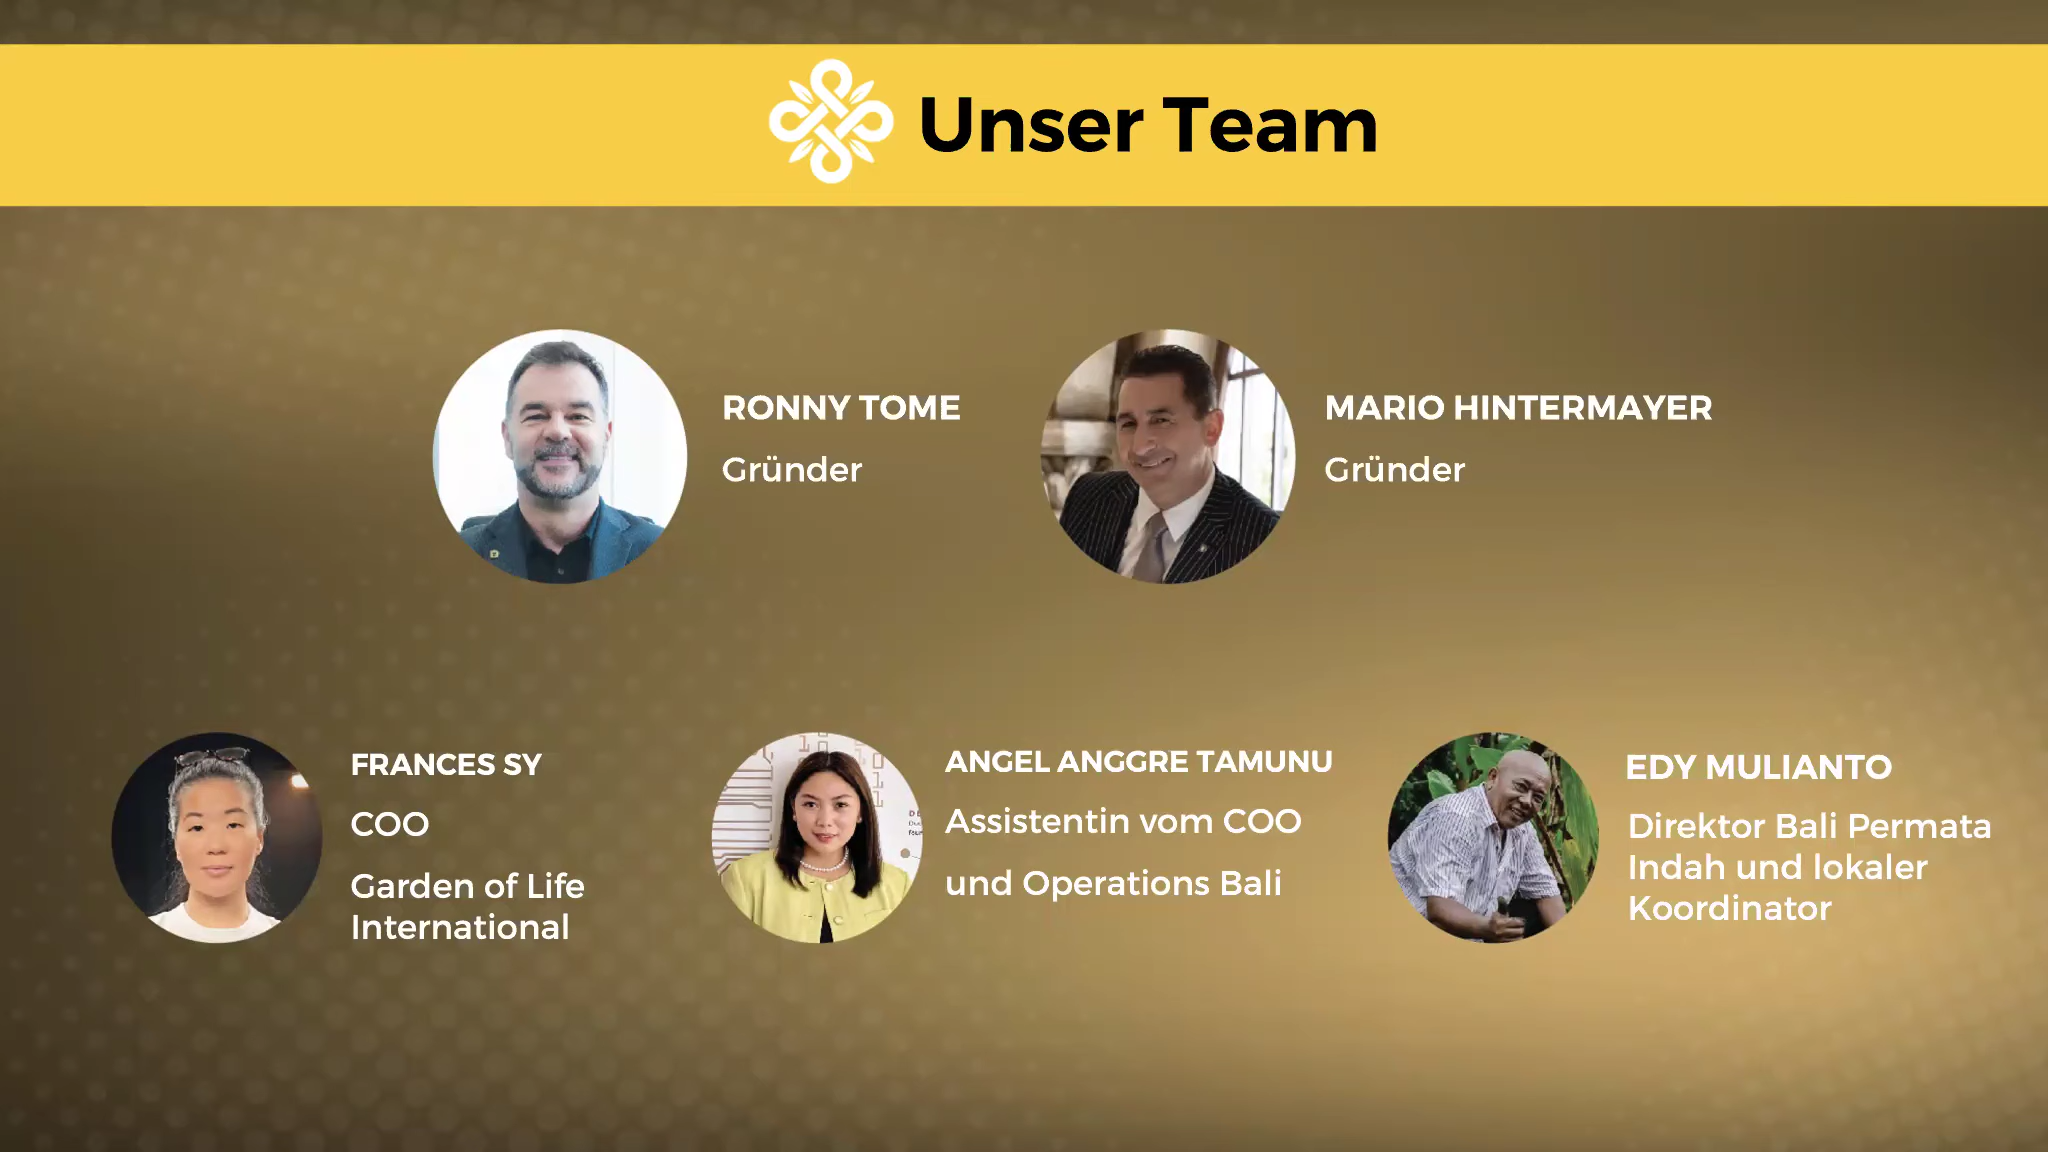 Unser Team
RONNY TOME
Gründer
MARIO HINTERMAYER
Gründer
FRANCES SY
COO
Garden of Life
International
ANGEL ANGGRE TAMUNU
Assistentin vom COO
und Operations Bali
EDY MULIANTO
Direktor Bali Permata
Indah und lokaler
Koordinator